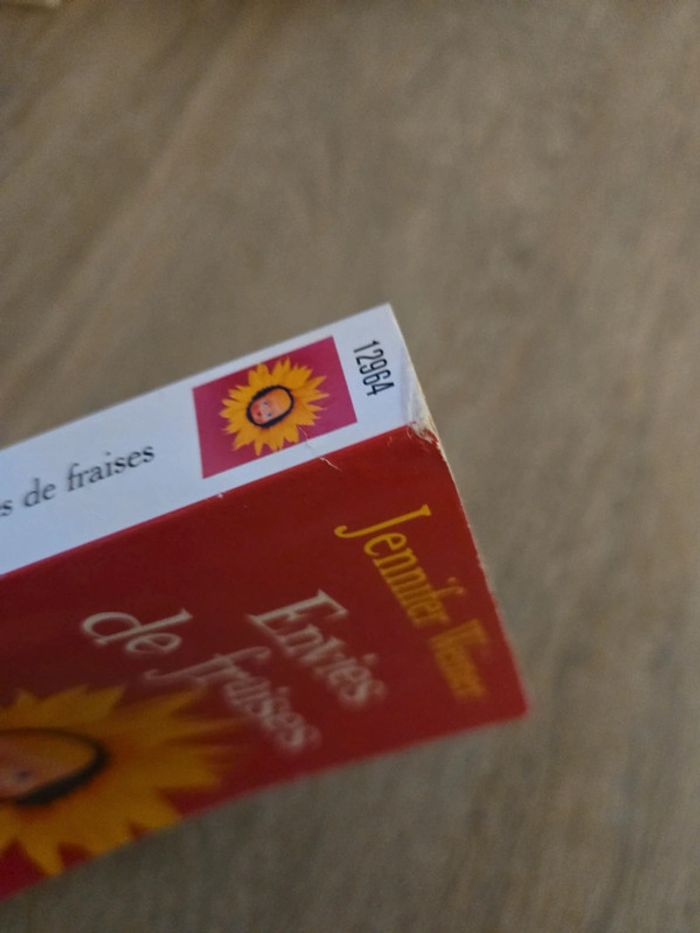 12964
s de fraises
Jennifer Weiner
Envies
de fraises